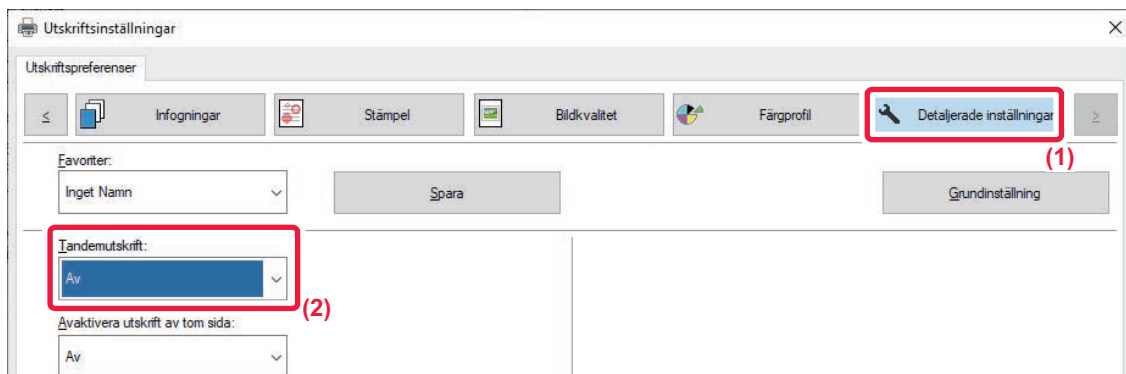 Utskriftsinställningar
Utskriftspreferenser
< Infogningar Stämpel Bildkvalitet Färgprofil Detaljerade inställningar >
(1)
Favoriter:
Inget Namn Spara Grundinställning
Tandemutskrift:
Av
(2)
Avaktivera utskrift av tom sida:
Av